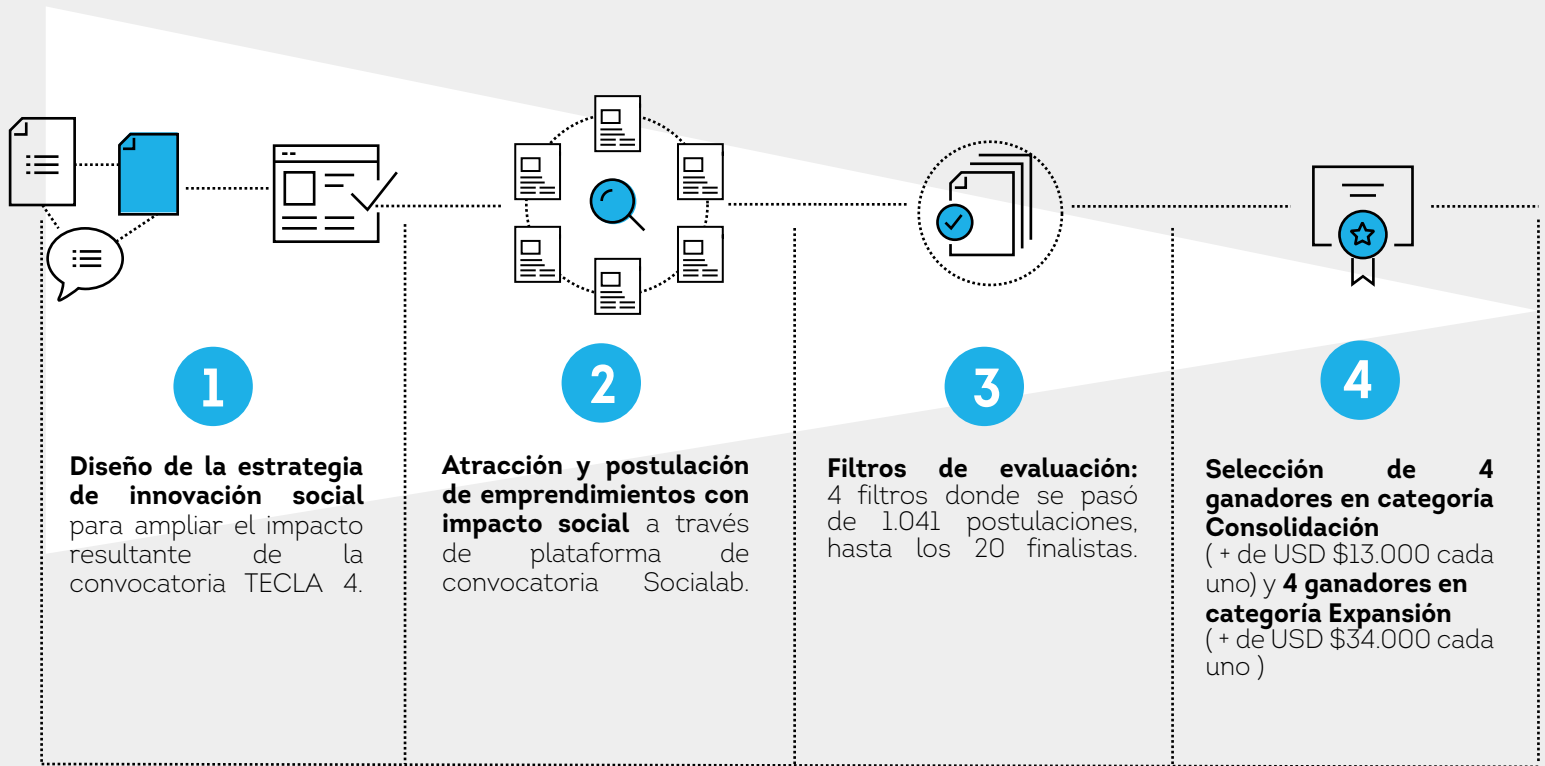 1
Diseño de la estrategia
de innovación social
para ampliar el impacto
resultante de la
convocatoria TECLA 4.
2
Atracción y postulación
de emprendimientos con
impacto social a través
de plataforma de
convocatoria Socialab.
3
Filtros de evaluación:
4 filtros donde se pasó
de 1.041 postulaciones,
hasta los 20 finalistas.
4
Selección de 4
ganadores en categoría
Consolidación
( + de USD $13.000 cada
uno) y 4 ganadores en
categoría Expansión
( + de USD $34.000 cada
uno )